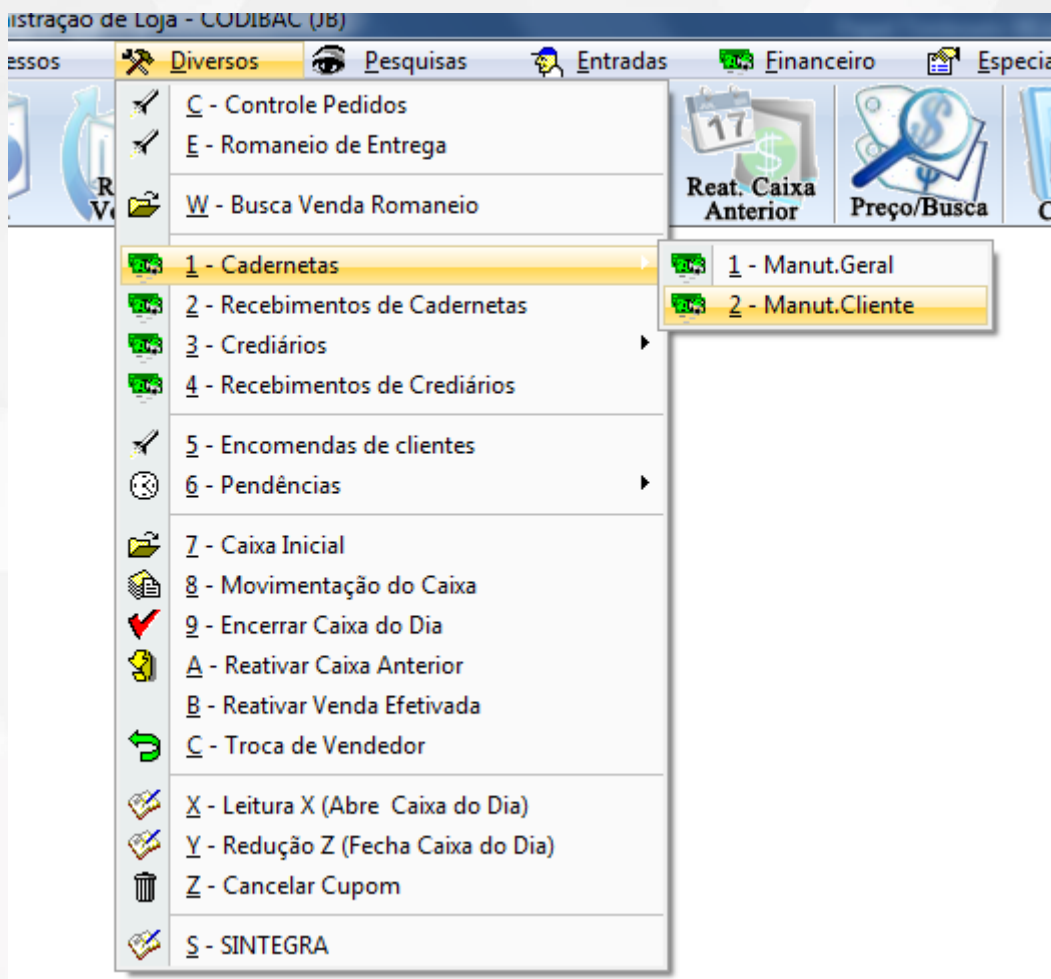 nistração de Loja - CODIBAC (JB)
essos Diversos Pesquisas Entradas Financeiro Especia
Reat. Caixa
Anterior
Preço/Busca
C - Controle Pedidos
E - Romaneio de Entrega
W - Busca Venda Romaneio
1 - Cadernetas
1 - Manut.Geral
2 - Manut.Cliente
2 - Recebimentos de Cadernetas
3 - Crediários
4 - Recebimentos de Crediários
5 - Encomendas de clientes
6 - Pendências
7 - Caixa Inicial
8 - Movimentação do Caixa
9 - Encerrar Caixa do Dia
A - Reativar Caixa Anterior
B - Reativar Venda Efetivada
C - Troca de Vendedor
X - Leitura X (Abre  Caixa do Dia)
Y - Redução Z (Fecha Caixa do Dia)
Z - Cancelar Cupom
S - SINTEGRA